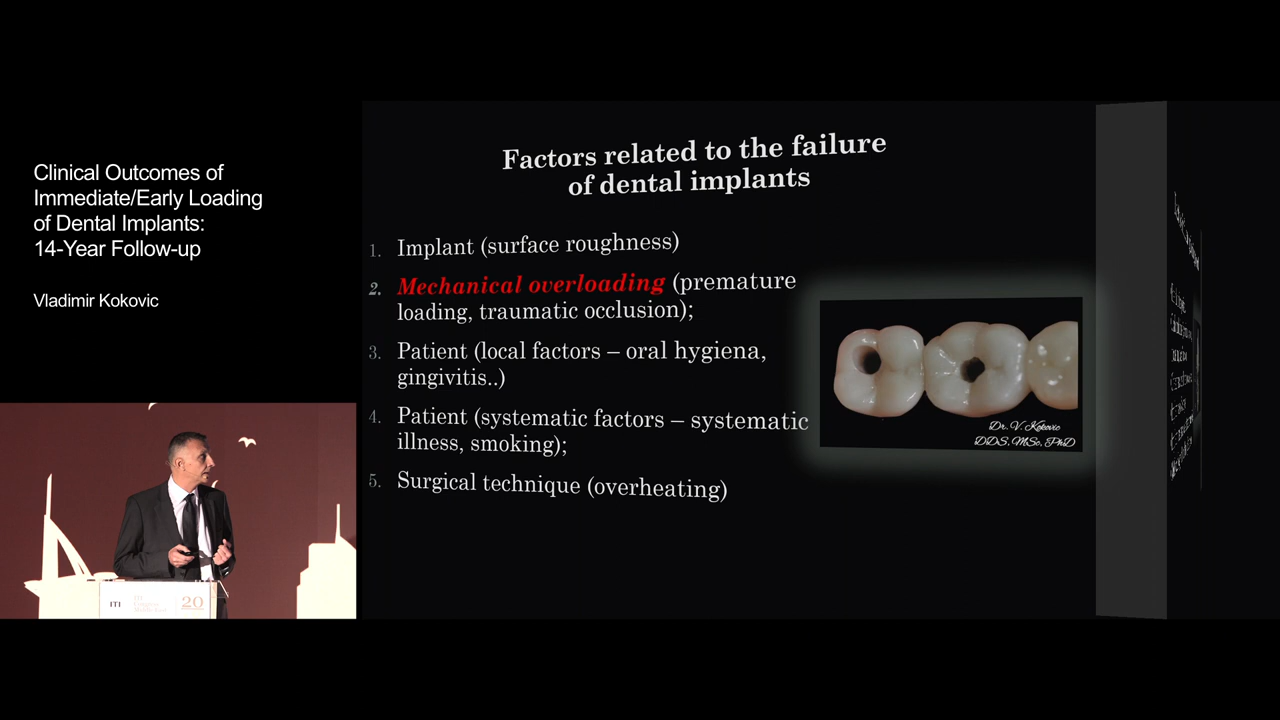 Clinical Outcomes of
Immediate/Early Loading
of Dental Implants:
14-Year Follow-up
Vladimir Kokovic
Factors related to the failure
of dental implants
1. Implant (surface roughness)
2. Mechanical overloading (premature
loading, traumatic occlusion);
3. Patient (local factors – oral hygiena,
gingivitis..)
4. Patient (systematic factors – systematic
illness, smoking);
5. Surgical technique (overheating)
Dr. V. Kokovic
DDS, MSc, PhD
ITI
20